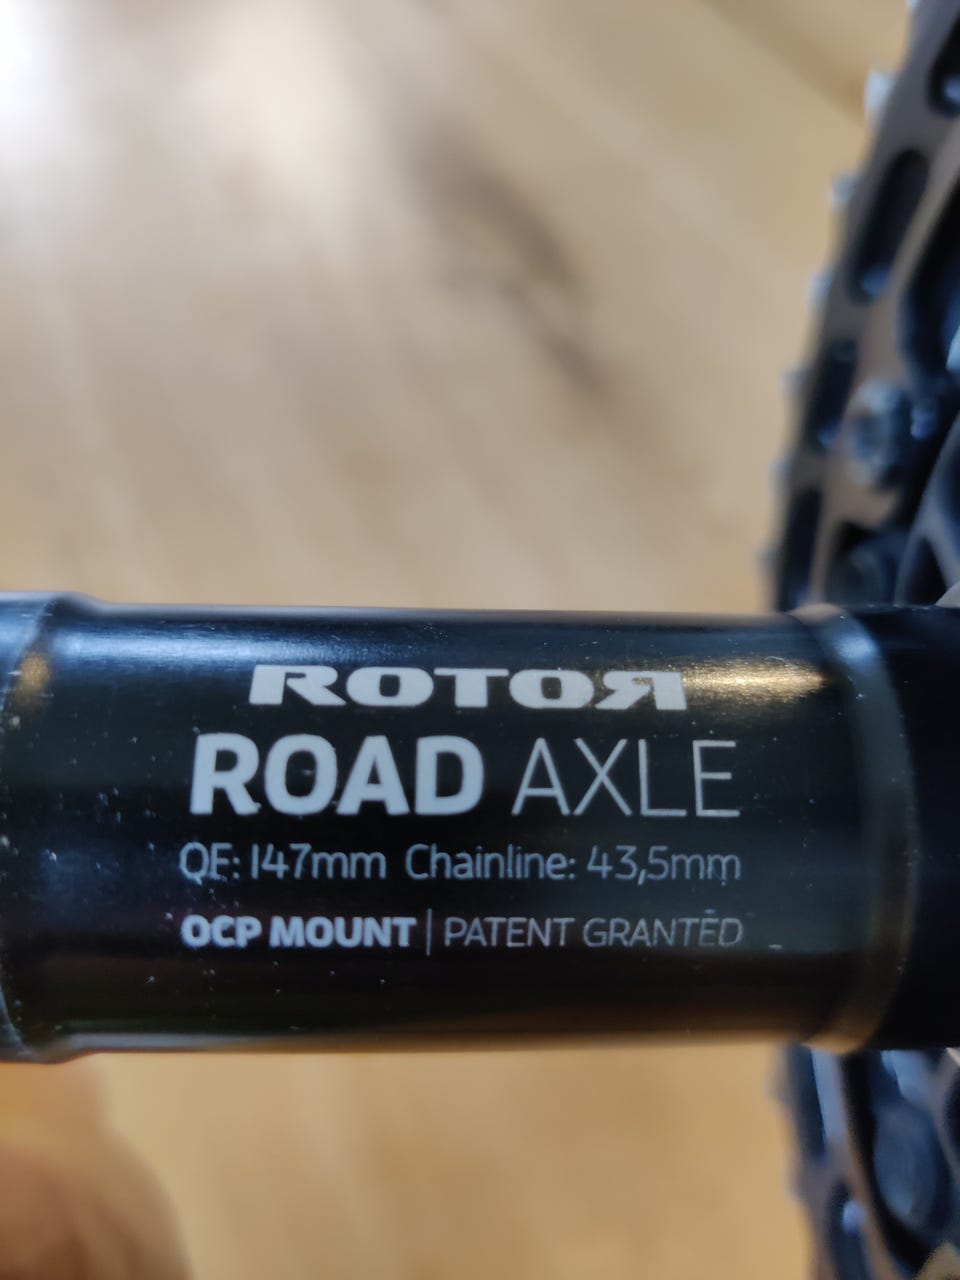 ROTOR
ROAD AXLE
QF: 147mm Chainline: 43,5mm
OCP MOUNT | PATENT GRANTED